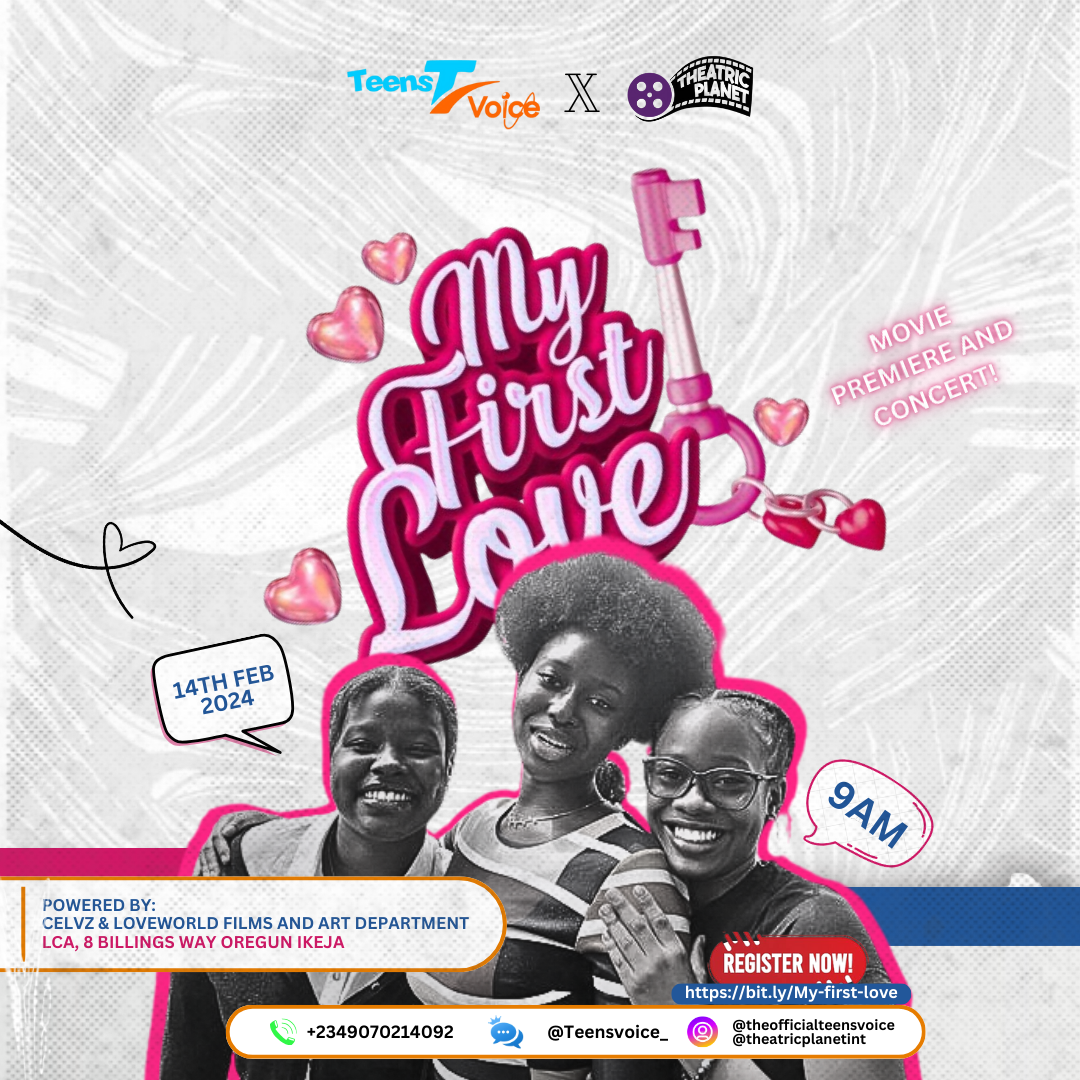 Teens T
Voice
X
THEATRIC
PLANET
My
First
Love
MOVIE
PREMIERE AND
CONCERT!
14TH FEB
2024
9AM
POWERED BY:
CELVZ & LOVEWORLD FILMS AND ART DEPARTMENT
LCA, 8 BILLINGS WAY OREGUN IKEJA
REGISTER NOW!
https://bit.ly/My-first-love
+2349070214092
@Teensvoice_
@theofficialteensvoice
@theatricplanetint